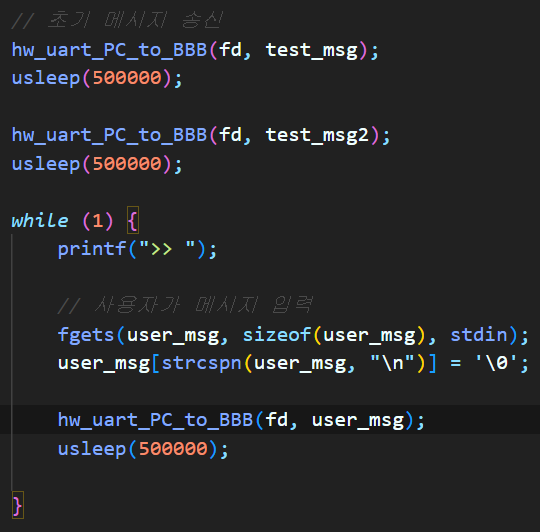 // 초기 메시지 송신
hw_uart_PC_to_BBB(fd, test_msg);
usleep(500000);
hw_uart_PC_to_BBB(fd, test_msg2);
usleep(500000);
while (1) {
printf(">> ");
// 사용자가 메시지 입력
fgets(user_msg, sizeof(user_msg), stdin);
user_msg[strcspn(user_msg, "\n")] = '\0';
hw_uart_PC_to_BBB(fd, user_msg);
usleep(500000);
}